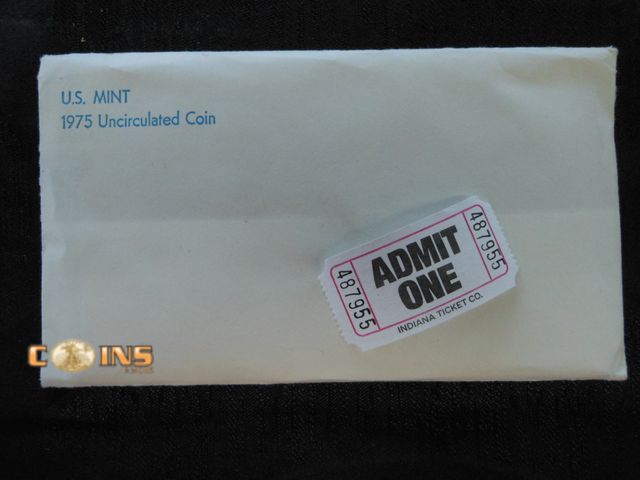 U.S. MINT
1975 Uncirculated Coin
487955
ADMIT
ONE
487955
INDIANA TICKET CO.
COINS